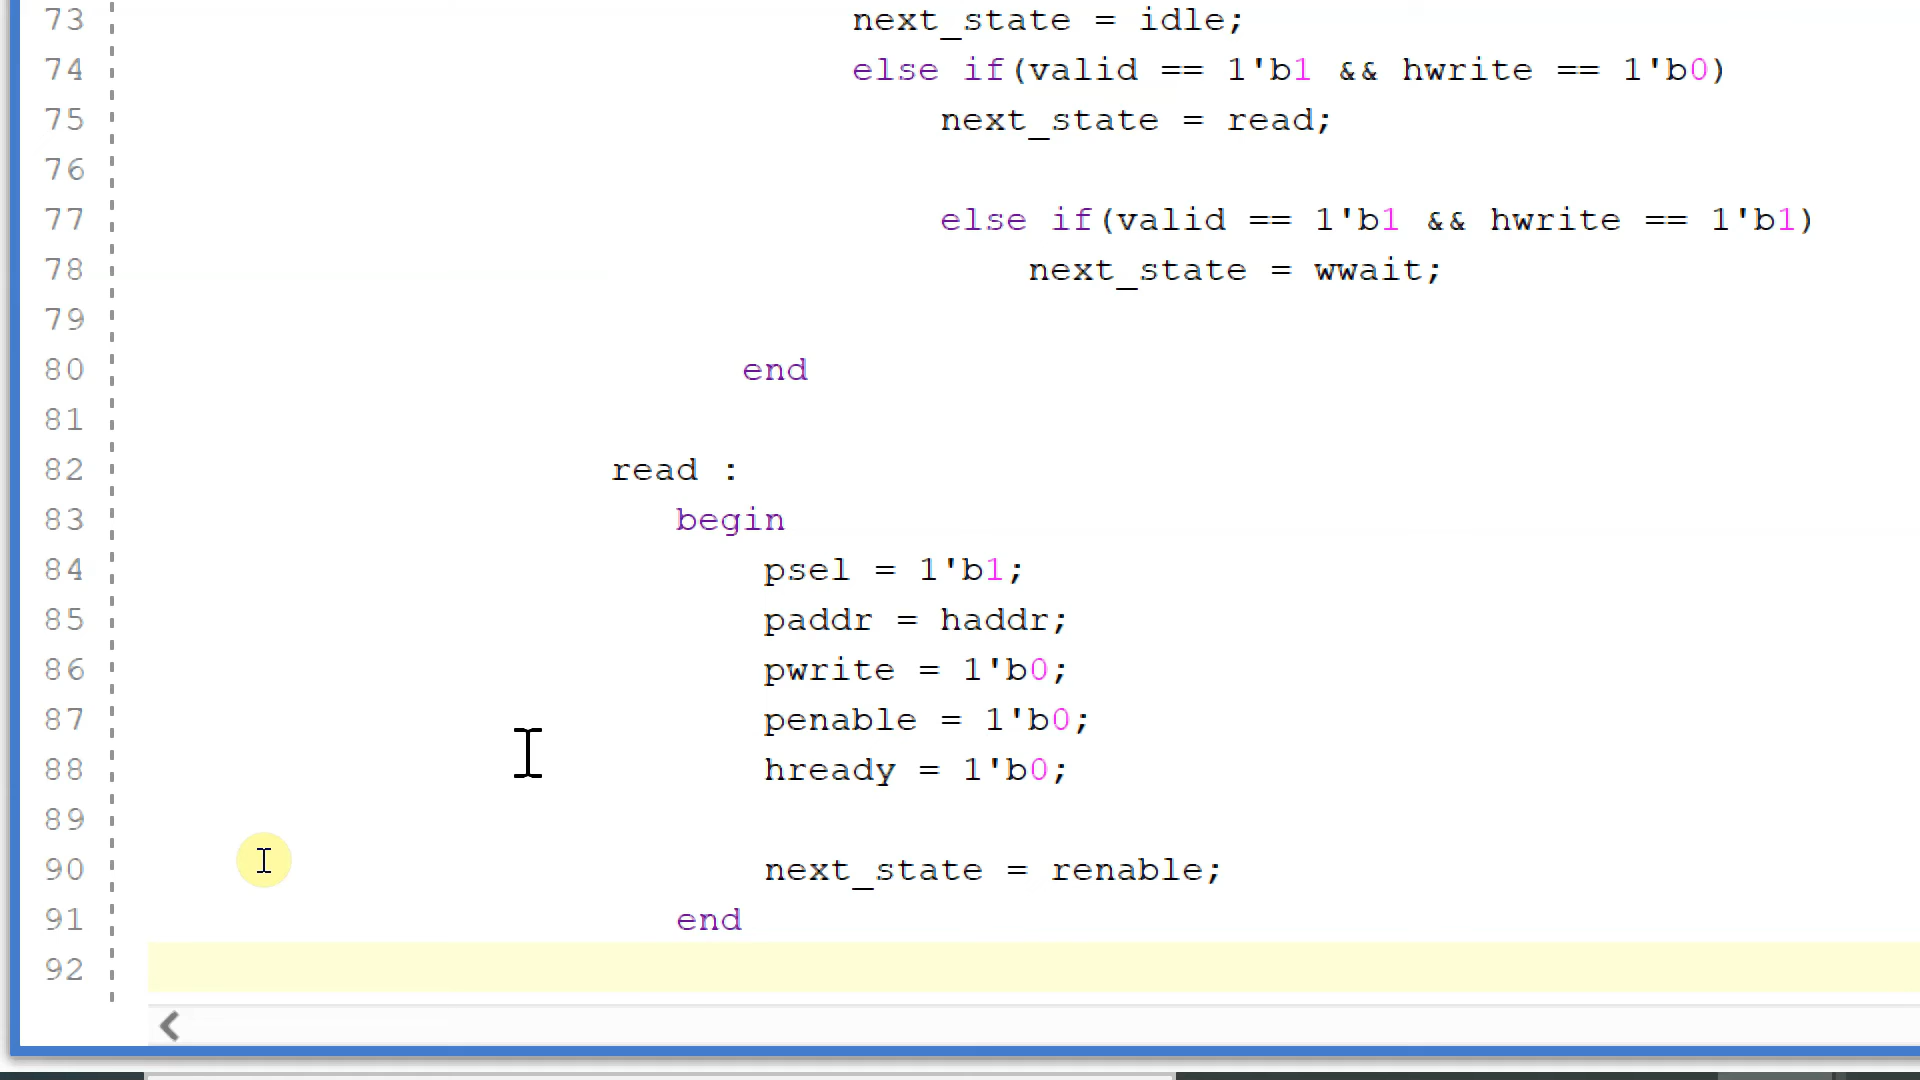 73 next_state = idle;
74 else if(valid == 1'b1 && hwrite == 1'b0)
75 next_state = read;
76
77 else if(valid == 1'b1 && hwrite == 1'b1)
78 next_state = wwait;
79
80 end
81
82 read :
83 begin
84 psel = 1'b1;
85 paddr = haddr;
86 pwrite = 1'b0;
87 penable = 1'b0;
88 hready = 1'b0;
89
90 next_state = renable;
91 end
92